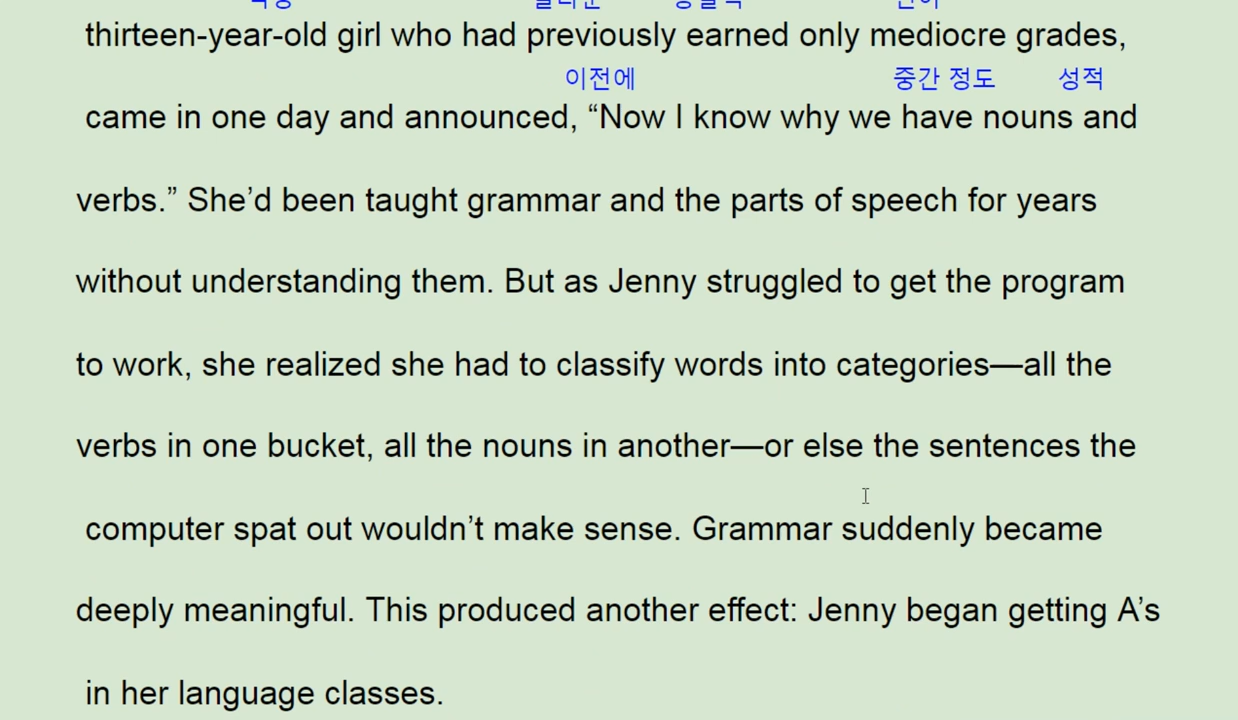 thirteen-year-old girl who had previously earned only mediocre grades,
이전에 중간 정도 성적
came in one day and announced, “Now I know why we have nouns and
verbs.” She’d been taught grammar and the parts of speech for years
without understanding them. But as Jenny struggled to get the program
to work, she realized she had to classify words into categories—all the
verbs in one bucket, all the nouns in another—or else the sentences the
computer spat out wouldn’t make sense. Grammar suddenly became
deeply meaningful. This produced another effect: Jenny began getting A’s
in her language classes.